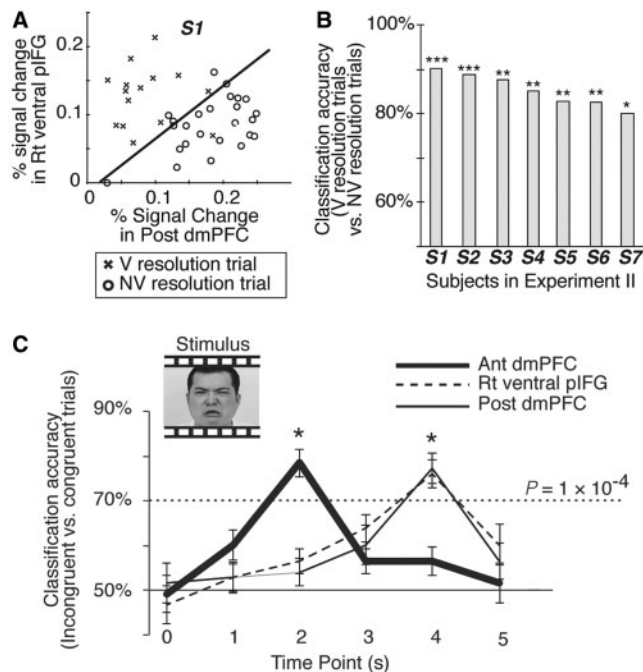 A
S1
% signal change
in Rt ventral pIFG
0.2
0.1
0
0.1
0.2
% Signal Change
in Post dmPFC
V resolution trial
NV resolution trial
B
Classification accuracy
(V resolution trials
vs. NV resolution trials)
100%
80%
60%
*** *** ** ** ** ** *
S1 S2 S3 S4 S5 S6 S7
Subjects in Experiment II
C
Stimulus
Ant dmPFC
Rt ventral pIFG
Post dmPFC
Classification accuracy
(Incongruent vs. congruent trials)
90%
70%
50%
* *
P = 1 × 10-4
0 1 2 3 4 5
Time Point (s)